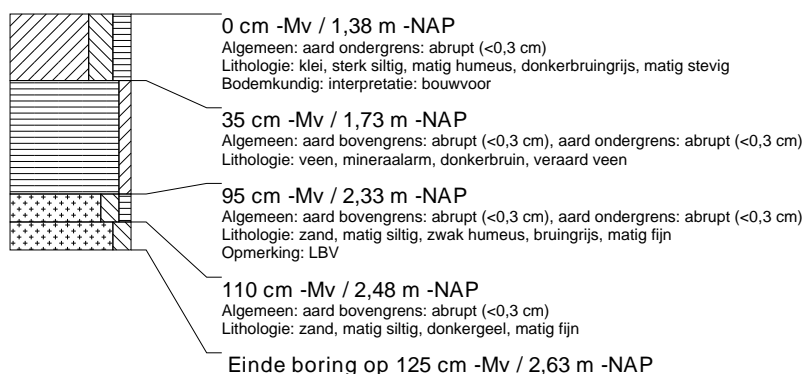 0 cm -Mv / 1,38 m -NAP
Algemeen: aard ondergrens: abrupt (<0,3 cm)
Lithologie: klei, sterk siltig, matig humeus, donkerbruingrijs, matig stevig
Bodemkundig: interpretatie: bouwvoor
35 cm -Mv / 1,73 m -NAP
Algemeen: aard bovengrens: abrupt (<0,3 cm), aard ondergrens: abrupt (<0,3 cm)
Lithologie: veen, mineraalarm, donkerbruin, veraard veen
95 cm -Mv / 2,33 m -NAP
Algemeen: aard bovengrens: abrupt (<0,3 cm), aard ondergrens: abrupt (<0,3 cm)
Lithologie: zand, matig siltig, zwak humeus, bruingrijs, matig fijn
Opmerking: LBV
110 cm -Mv / 2,48 m -NAP
Algemeen: aard bovengrens: abrupt (<0,3 cm)
Lithologie: zand, matig siltig, donkergeel, matig fijn
Einde boring op 125 cm -Mv / 2,63 m -NAP